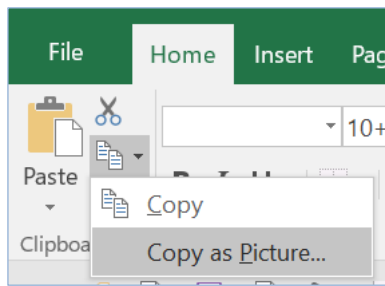 File Home Insert Pag
10+
Paste
Copy
Clipboa
Copy as Picture...